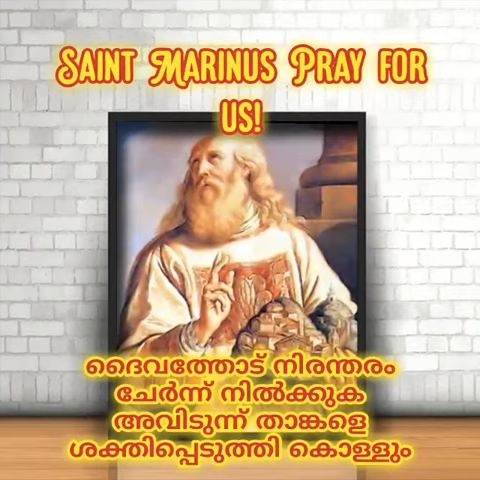 Saint Marinus Pray for
us!
ദൈവത്തോട് നിരന്തരം
ചേർന്ന് നിൽക്കുക
അവിടുന്ന് താങ്കളെ
ശക്തിപ്പെടുത്തി കൊള്ളും